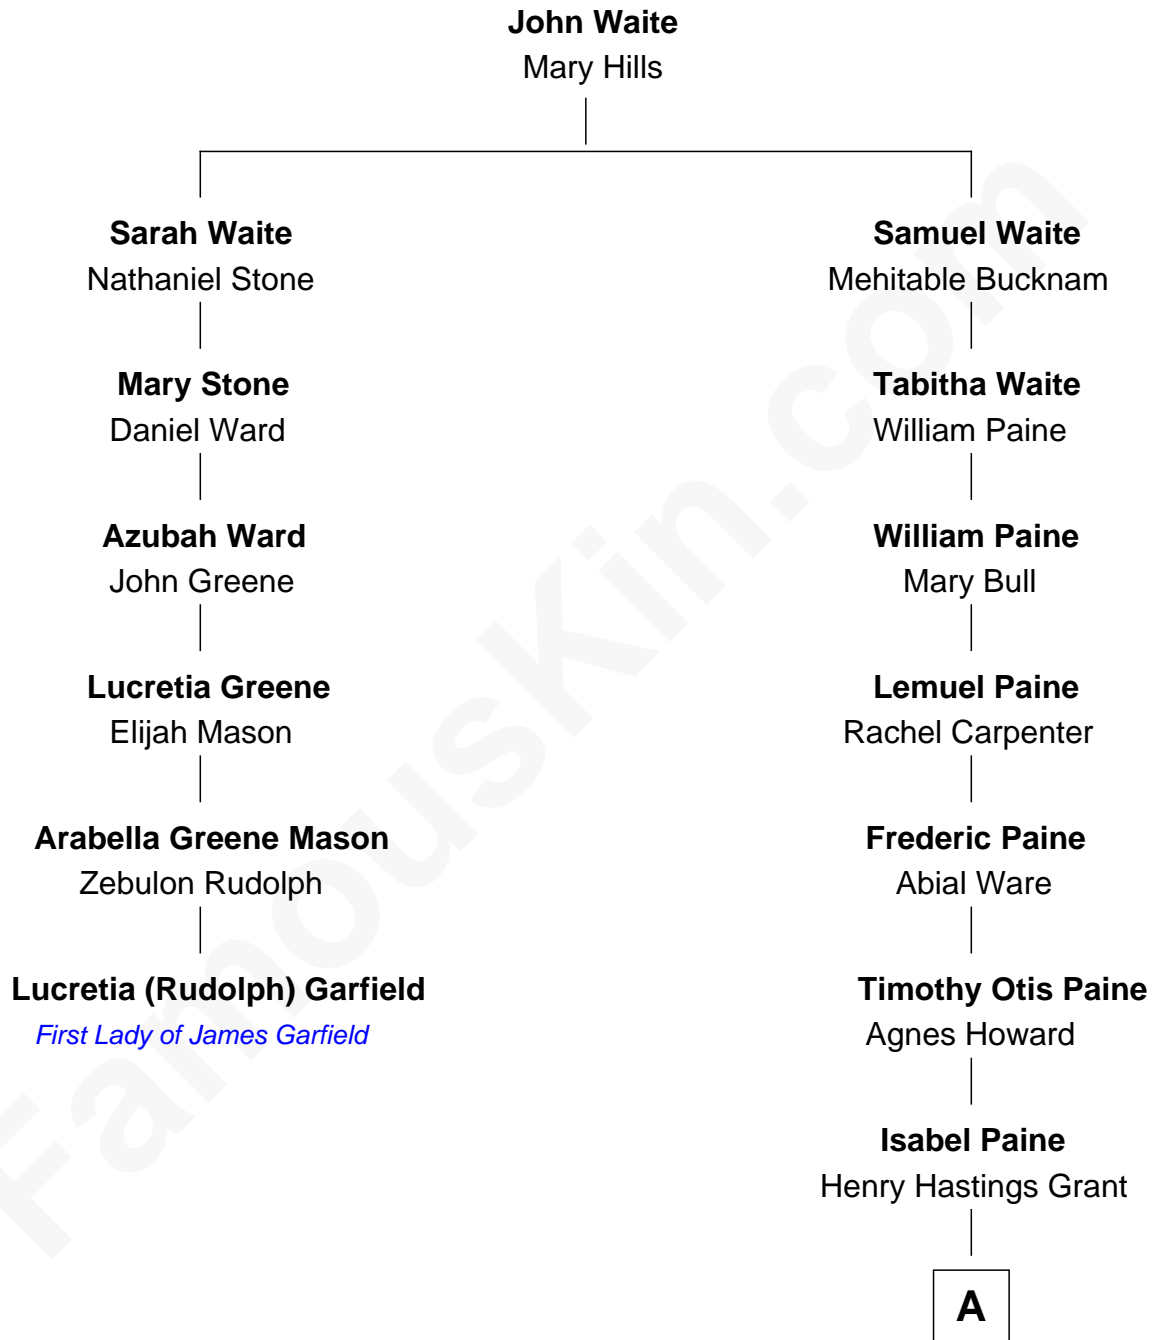 John Waite
Mary Hills
Sarah Waite
Nathaniel Stone
Samuel Waite
Mehitable Bucknam
Mary Stone
Daniel Ward
Tabitha Waite
William Paine
Azubah Ward
John Greene
William Paine
Mary Bull
Lucretia Greene
Elijah Mason
Lemuel Paine
Rachel Carpenter
Arabella Greene Mason
Zebulon Rudolph
Frederic Paine
Abial Ware
Lucretia (Rudolph) Garfield
First Lady of James Garfield
Timothy Otis Paine
Agnes Howard
Isabel Paine
Henry Hastings Grant
A
FamousKin.com